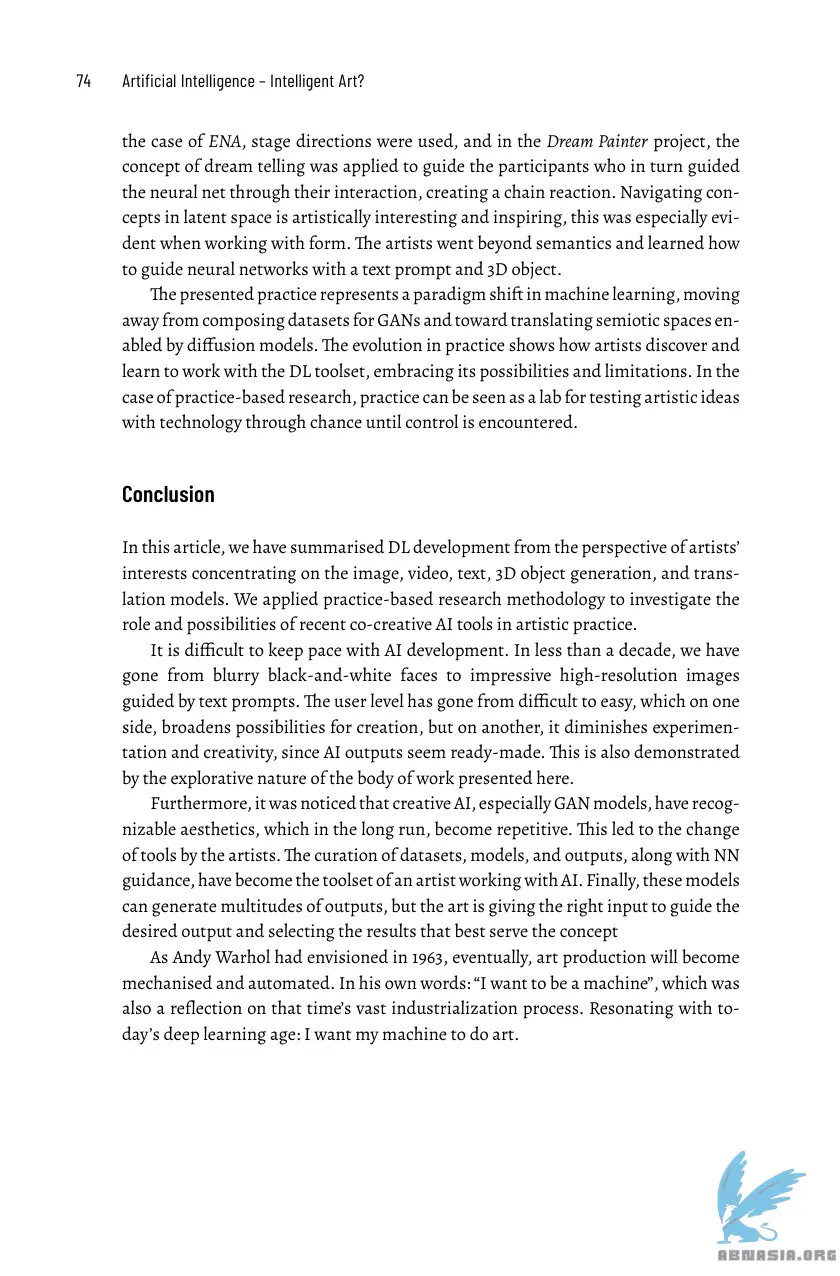 74 Artificial Intelligence – Intelligent Art?
the case of ENA, stage directions were used, and in the Dream Painter project, the
concept of dream telling was applied to guide the participants who in turn guided
the neural net through their interaction, creating a chain reaction. Navigating con-
cepts in latent space is artistically interesting and inspiring, this was especially evi-
dent when working with form. The artists went beyond semantics and learned how
to guide neural networks with a text prompt and 3D object.
The presented practice represents a paradigm shift in machine learning, moving
away from composing datasets for GANs and toward translating semiotic spaces en-
abled by diffusion models. The evolution in practice shows how artists discover and
learn to work with the DL toolset, embracing its possibilities and limitations. In the
case of practice-based research, practice can be seen as a lab for testing artistic ideas
with technology through chance until control is encountered.
Conclusion
In this article, we have summarised DL development from the perspective of artists’
interests concentrating on the image, video, text, 3D object generation, and trans-
lation models. We applied practice-based research methodology to investigate the
role and possibilities of recent co-creative AI tools in artistic practice.
It is difficult to keep pace with AI development. In less than a decade, we have
gone from blurry black-and-white faces to impressive high-resolution images
guided by text prompts. The user level has gone from difficult to easy, which on one
side, broadens possibilities for creation, but on another, it diminishes experimen-
tation and creativity, since AI outputs seem ready-made. This is also demonstrated
by the explorative nature of the body of work presented here.
Furthermore, it was noticed that creative AI, especially GAN models, have recog-
nizable aesthetics, which in the long run, become repetitive. This led to the change
of tools by the artists. The curation of datasets, models, and outputs, along with NN
guidance, have become the toolset of an artist working with AI. Finally, these models
can generate multitudes of outputs, but the art is giving the right input to guide the
desired output and selecting the results that best serve the concept
As Andy Warhol had envisioned in 1963, eventually, art production will become
mechanised and automated. In his own words: “I want to be a machine”, which was
also a reflection on that time’s vast industrialization process. Resonating with to-
day’s deep learning age: I want my machine to do art.
ABNASIA.ORG